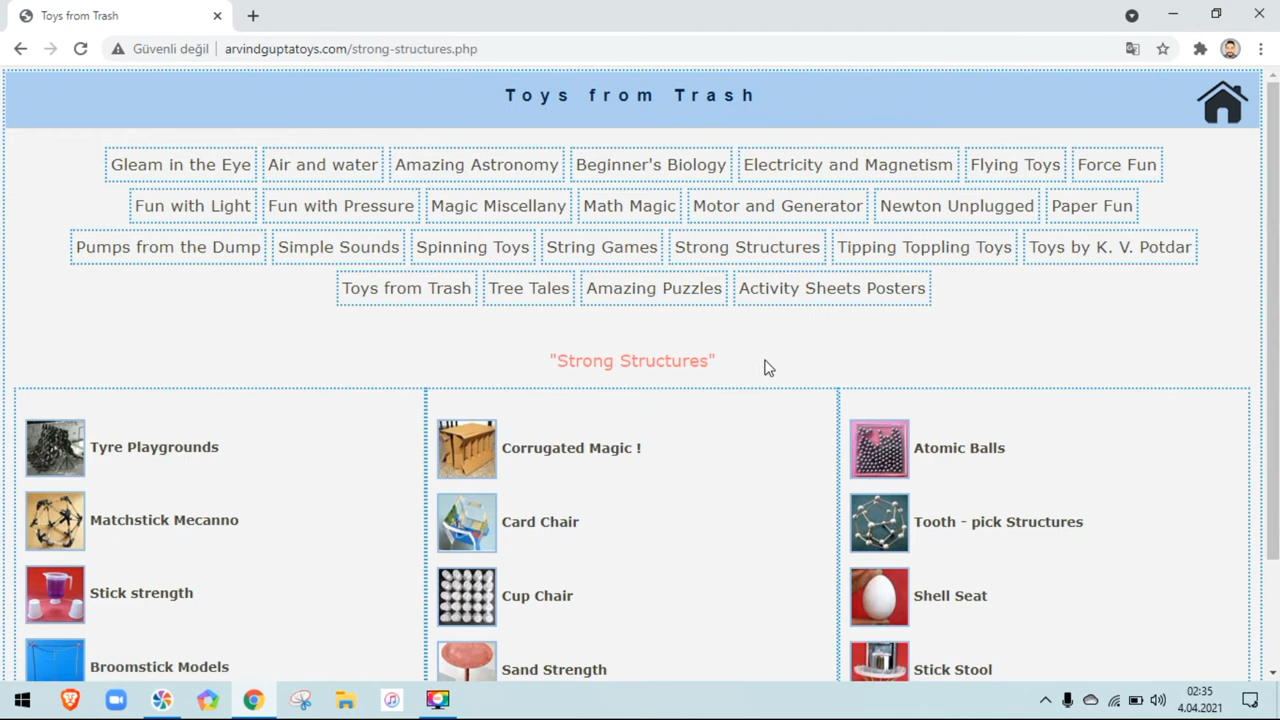 Toys from Trash
Güvenli değil arvindguptatoys.com/strong-structures.php
Toys from Trash
Gleam in the Eye Air and water Amazing Astronomy Beginner's Biology Electricity and Magnetism Flying Toys Force Fun
Fun with Light Fun with Pressure Magic Miscellany Math Magic Motor and Generator Newton Unplugged Paper Fun
Pumps from the Dump Simple Sounds Spinning Toys String Games Strong Structures Tipping Toppling Toys Toys by K. V. Potdar
Toys from Trash Tree Tales Amazing Puzzles Activity Sheets Posters
"Strong Structures"
Tyre Playgrounds Corrugated Magic ! Atomic Balls
Matchstick Mecanno Card Chair Tooth - pick Structures
Stick strength Cup Chair Shell Seat
Broomstick Models Sand Strength Stick Stool
02:35
4.04.2021